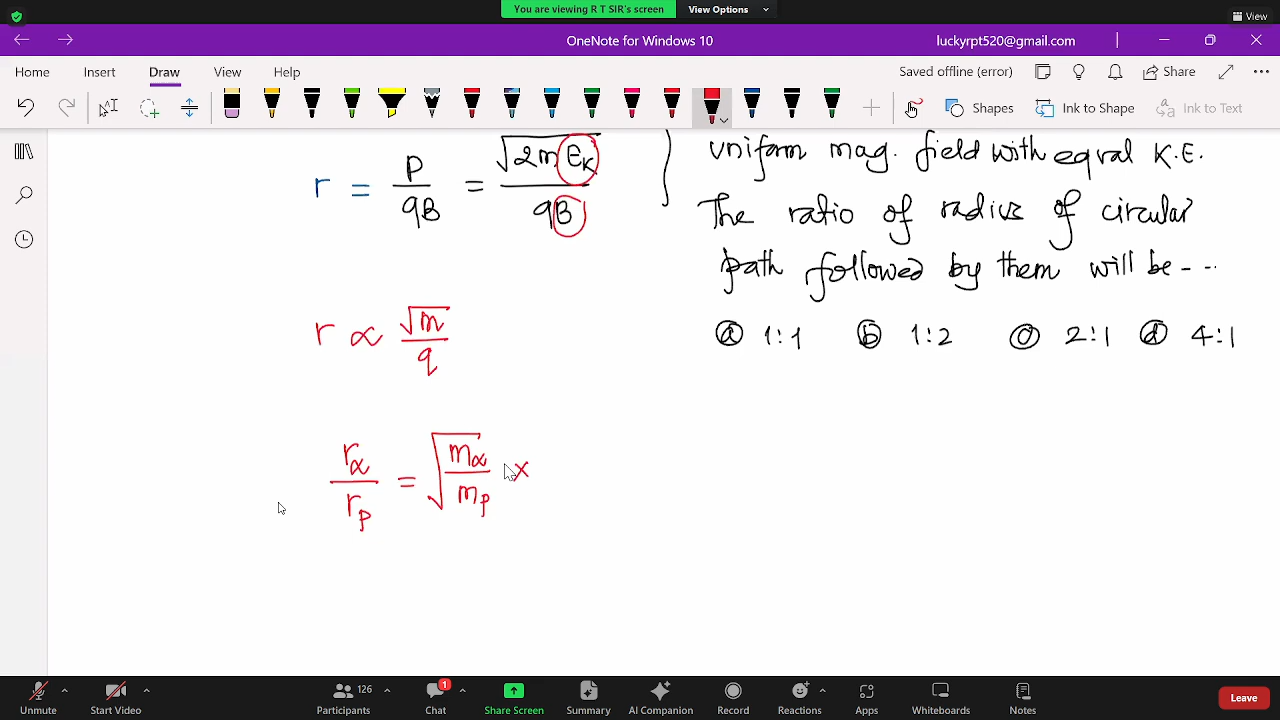 You are viewing R T SIR's screen
View Options
View
OneNote for Windows 10
luckyrpt520@gmail.com
Home Insert Draw View Help
Saved offline (error)
Share
Shapes
Ink to Shape
Ink to Text
r = p/qB = √2mEK / qB
uniform mag. field with equal K.E.
The ratio of radius of circular
path followed by them will be - - -
r ∝ √m / q
ⓐ 1:1 ⓑ 1:2 ⓒ 2:1 ⓓ 4:1
rα/rp = √(mα/mp) ×
Unmute
Start Video
126
Participants
1
Chat
Share Screen
Summary
AI Companion
Record
Reactions
Apps
Whiteboards
Notes
Leave